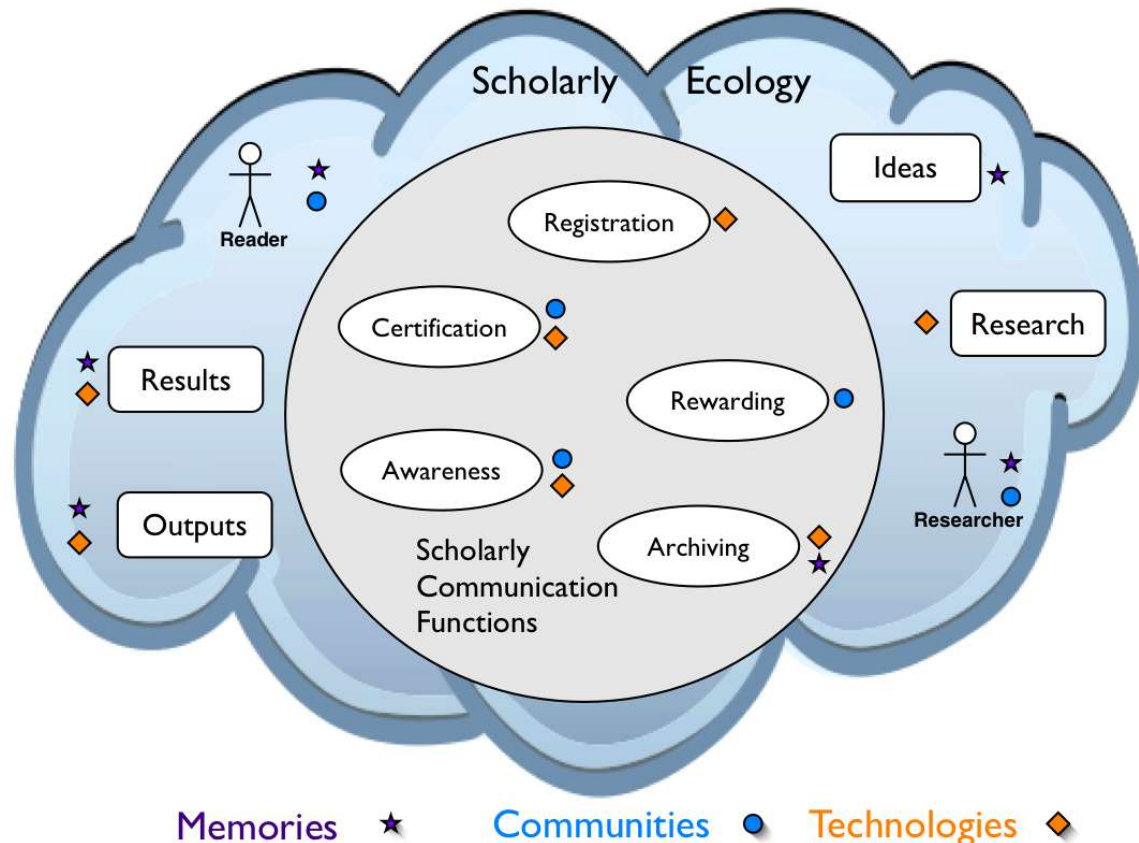 Scholarly Ecology
Reader
Ideas
Registration
Certification
Research
Results
Rewarding
Awareness
Researcher
Outputs
Archiving
Scholarly
Communication
Functions
Memories Communities Technologies